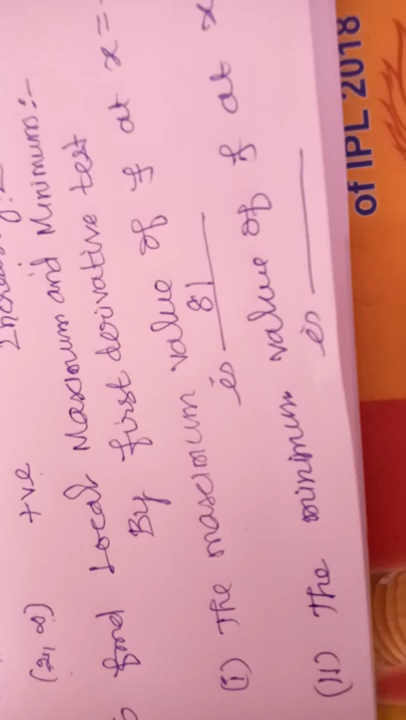 (2, ∞) +ve
find Local Maximum and Minimum:-
By first derivative test
(i) The maximum value of f at x =
is 81
(II) The minimum value of f at x
is
of IPL 2018